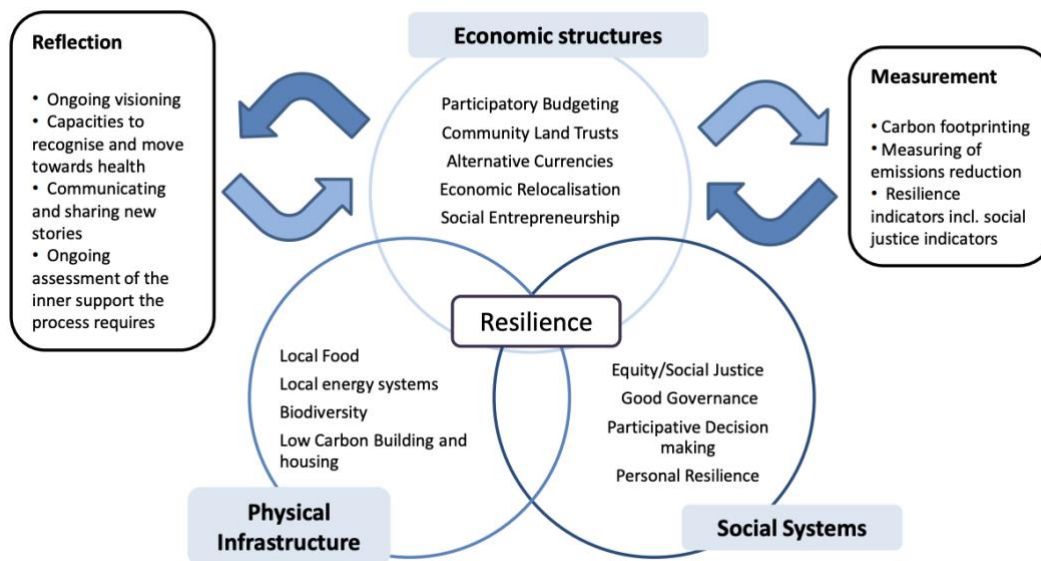 Reflection
• Ongoing visioning
• Capacities to
recognise and move
towards health
• Communicating
and sharing new
stories
• Ongoing
assessment of the
inner support the
process requires
Economic structures
Participatory Budgeting
Community Land Trusts
Alternative Currencies
Economic Relocalisation
Social Entrepreneurship
Measurement
• Carbon footprinting
• Measuring of
emissions reduction
• Resilience
indicators incl. social
justice indicators
Resilience
Local Food
Local energy systems
Biodiversity
Low Carbon Building and
housing
Equity/Social Justice
Good Governance
Participative Decision
making
Personal Resilience
Physical
Infrastructure
Social Systems